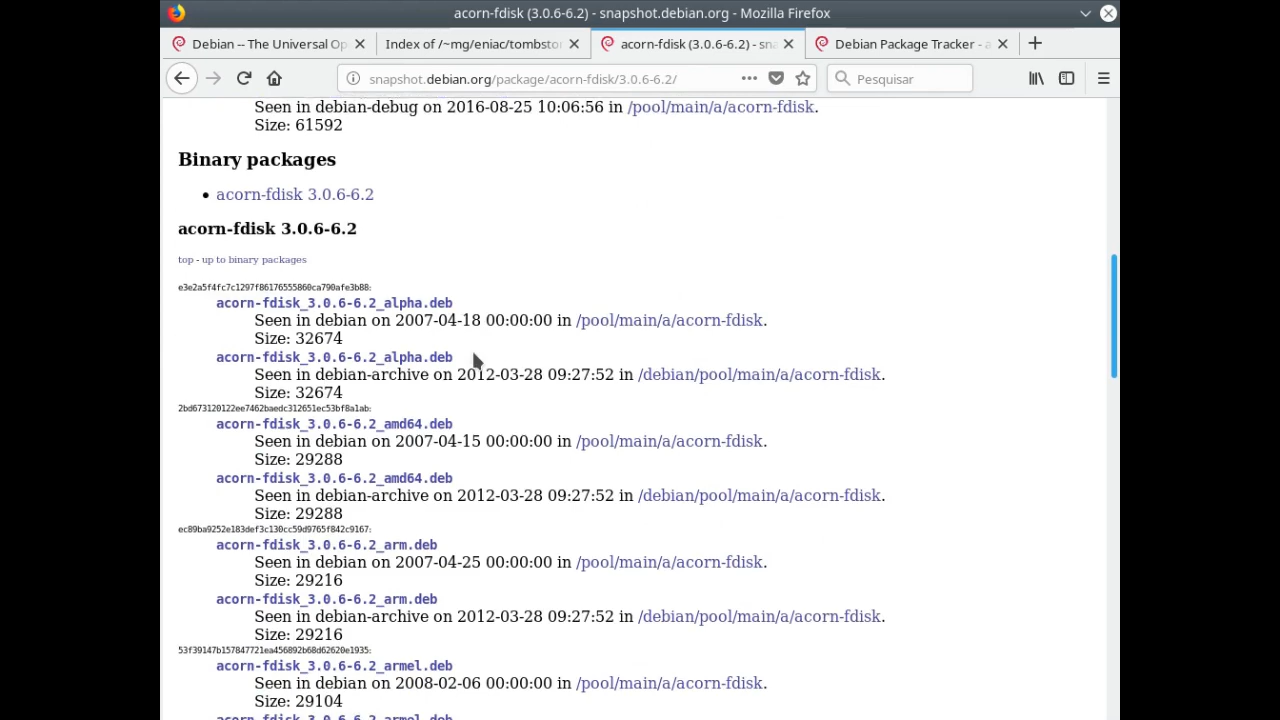 acorn-fdisk (3.0.6-6.2) - snapshot.debian.org - Mozilla Firefox
Debian -- The Universal Op
Index of /~mg/eniac/tombsto
acorn-fdisk (3.0.6-6.2) - sna
Debian Package Tracker - a
snapshot.debian.org/package/acorn-fdisk/3.0.6-6.2/
Pesquisar
Seen in debian-debug on 2016-08-25 10:06:56 in /pool/main/a/acorn-fdisk.
Size: 61592
Binary packages
• acorn-fdisk 3.0.6-6.2
acorn-fdisk 3.0.6-6.2
top - up to binary packages
e3e2a5f4fc7c1297f86176555860ca790afe3b88:
acorn-fdisk_3.0.6-6.2_alpha.deb
Seen in debian on 2007-04-18 00:00:00 in /pool/main/a/acorn-fdisk.
Size: 32674
acorn-fdisk_3.0.6-6.2_alpha.deb
Seen in debian-archive on 2012-03-28 09:27:52 in /debian/pool/main/a/acorn-fdisk.
Size: 32674
2bd673120122ee7462baedc312651ec53bf8a1ab:
acorn-fdisk_3.0.6-6.2_amd64.deb
Seen in debian on 2007-04-15 00:00:00 in /pool/main/a/acorn-fdisk.
Size: 29288
acorn-fdisk_3.0.6-6.2_amd64.deb
Seen in debian-archive on 2012-03-28 09:27:52 in /debian/pool/main/a/acorn-fdisk.
Size: 29288
ec89ba9252e183def3c130cc59d9765f842c9167:
acorn-fdisk_3.0.6-6.2_arm.deb
Seen in debian on 2007-04-25 00:00:00 in /pool/main/a/acorn-fdisk.
Size: 29216
acorn-fdisk_3.0.6-6.2_arm.deb
Seen in debian-archive on 2012-03-28 09:27:52 in /debian/pool/main/a/acorn-fdisk.
Size: 29216
53f39147b157847721ea456892b68d62620e1935:
acorn-fdisk_3.0.6-6.2_armel.deb
Seen in debian on 2008-02-06 00:00:00 in /pool/main/a/acorn-fdisk.
Size: 29104
acorn-fdisk_3.0.6-6.2_armel.deb